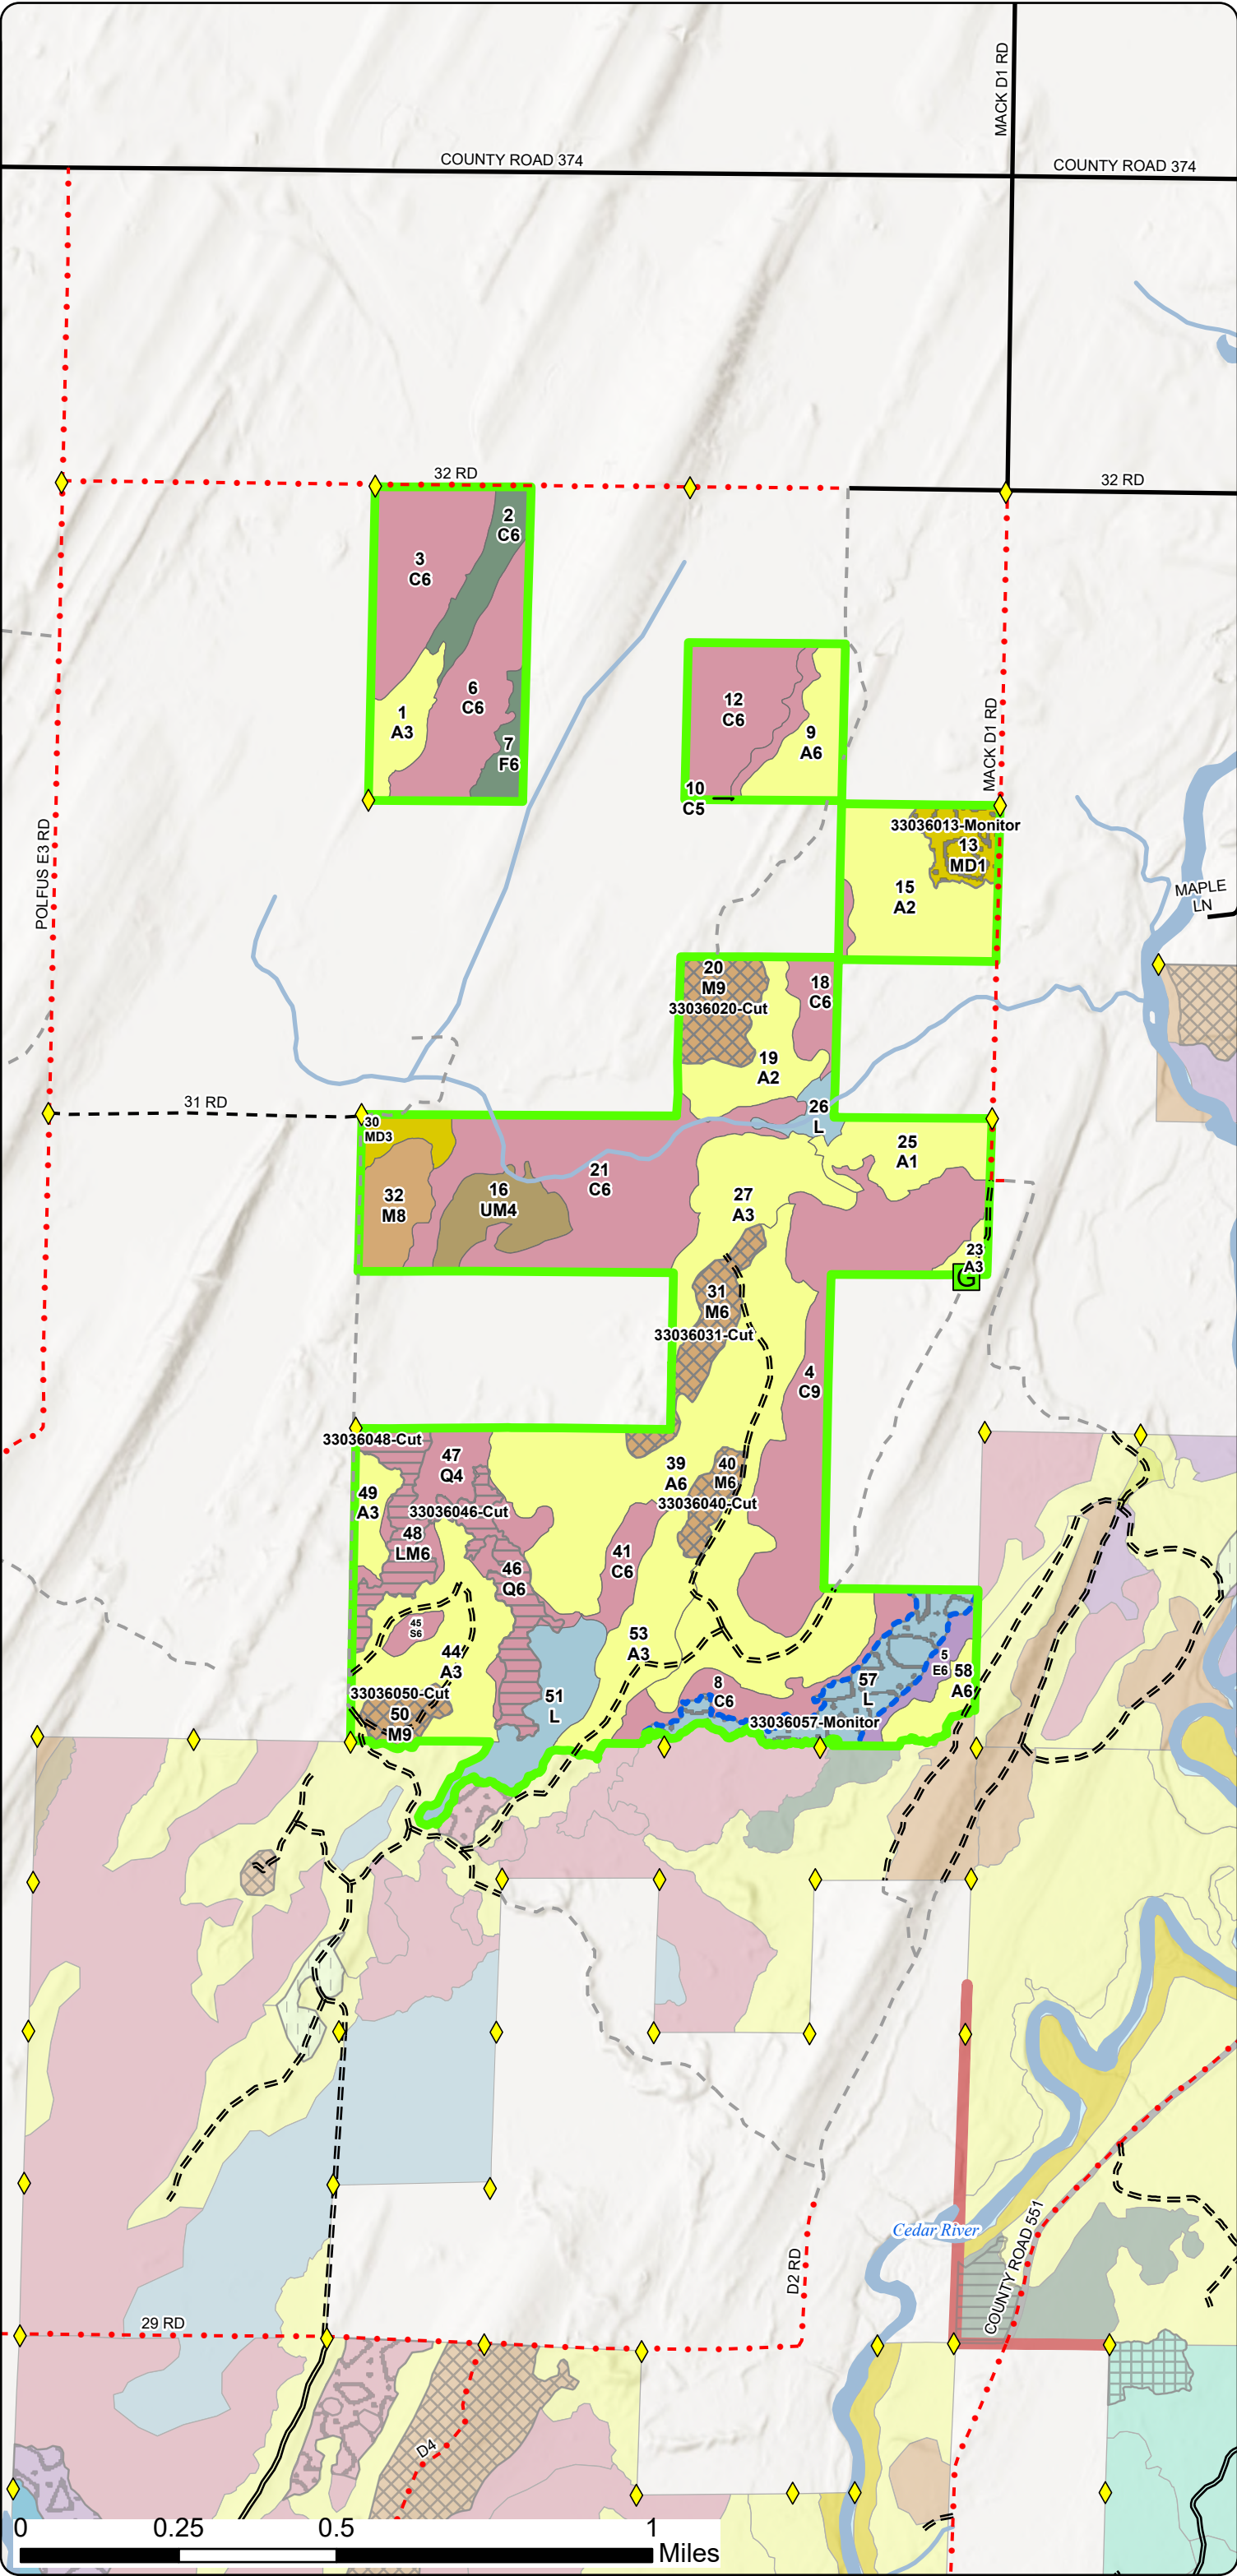 MACK D1 RD
COUNTY ROAD 374
COUNTY ROAD 374
32 RD
32 RD
2
C6
3
C6
6
C6
1
A3
7
F6
12
C6
9
A6
10
C5
MACK D1 RD
POLFUS E3 RD
33036013-Monitor
13
MD1
15
A2
MAPLE
LN
20
M9
33036020-Cut
18
C6
19
A2
31 RD
26
L
30
MD3
25
A1
21
C6
16
UM4
32
M8
27
A3
23
A3
G
31
M6
33036031-Cut
4
C9
33036048-Cut
47
Q4
39
A6
40
M6
33036040-Cut
49
A3
33036046-Cut
48
LM6
46
Q6
41
C6
45
S6
44
A3
53
A3
5
E6
58
A6
57
L
8
C6
33036050-Cut
50
M9
51
L
33036057-Monitor
Cedar River
COUNTY ROAD 551
D2 RD
29 RD
D4
0 0.25 0.5 1
Miles